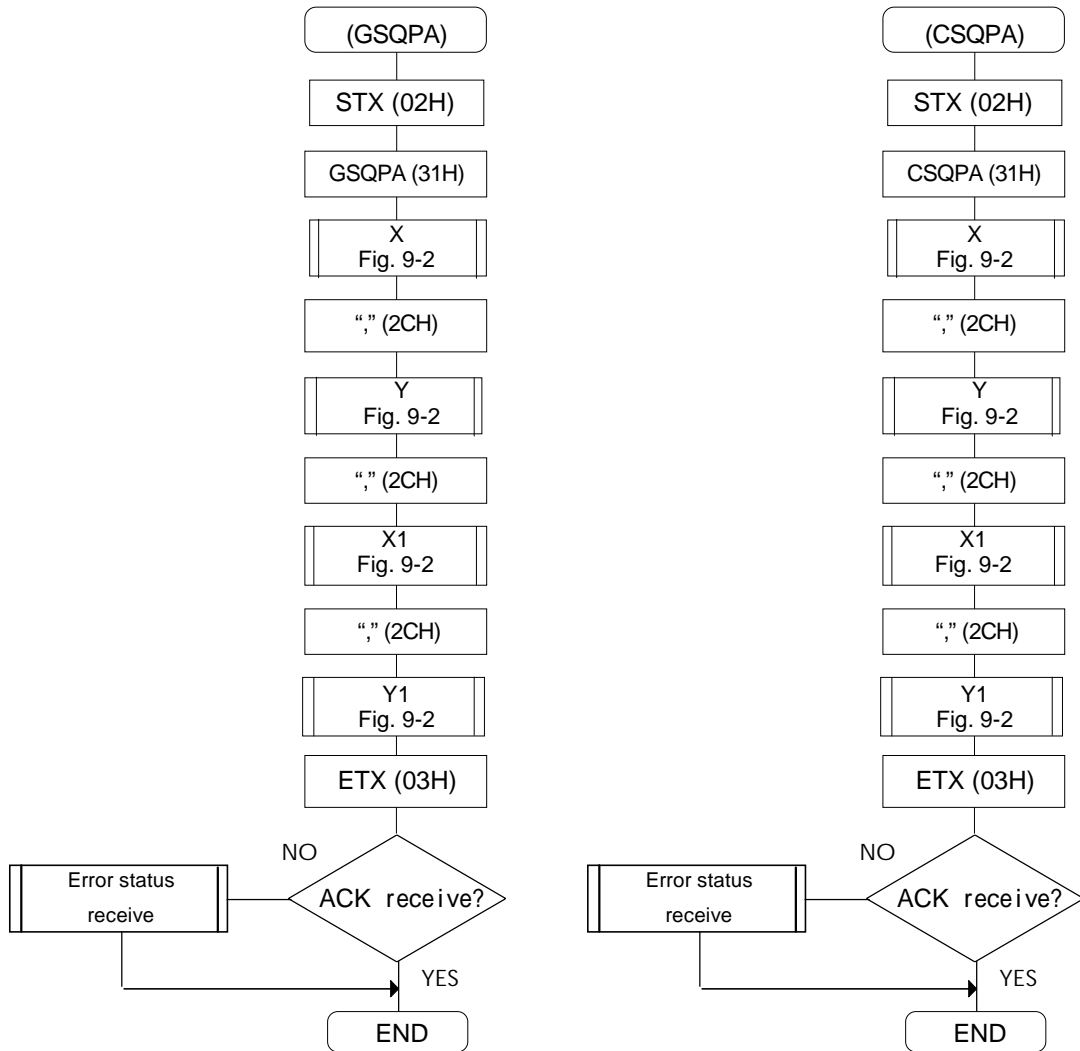 (GSQPA)
STX (02H)
GSQPA (31H)
X
Fig. 9-2
“,” (2CH)
Y
Fig. 9-2
“,” (2CH)
X1
Fig. 9-2
“,” (2CH)
Y1
Fig. 9-2
ETX (03H)
NO
ACK receive?
Error status
receive
YES
END
(CSQPA)
STX (02H)
CSQPA (31H)
X
Fig. 9-2
“,” (2CH)
Y
Fig. 9-2
“,” (2CH)
X1
Fig. 9-2
“,” (2CH)
Y1
Fig. 9-2
ETX (03H)
NO
ACK receive?
Error status
receive
YES
END